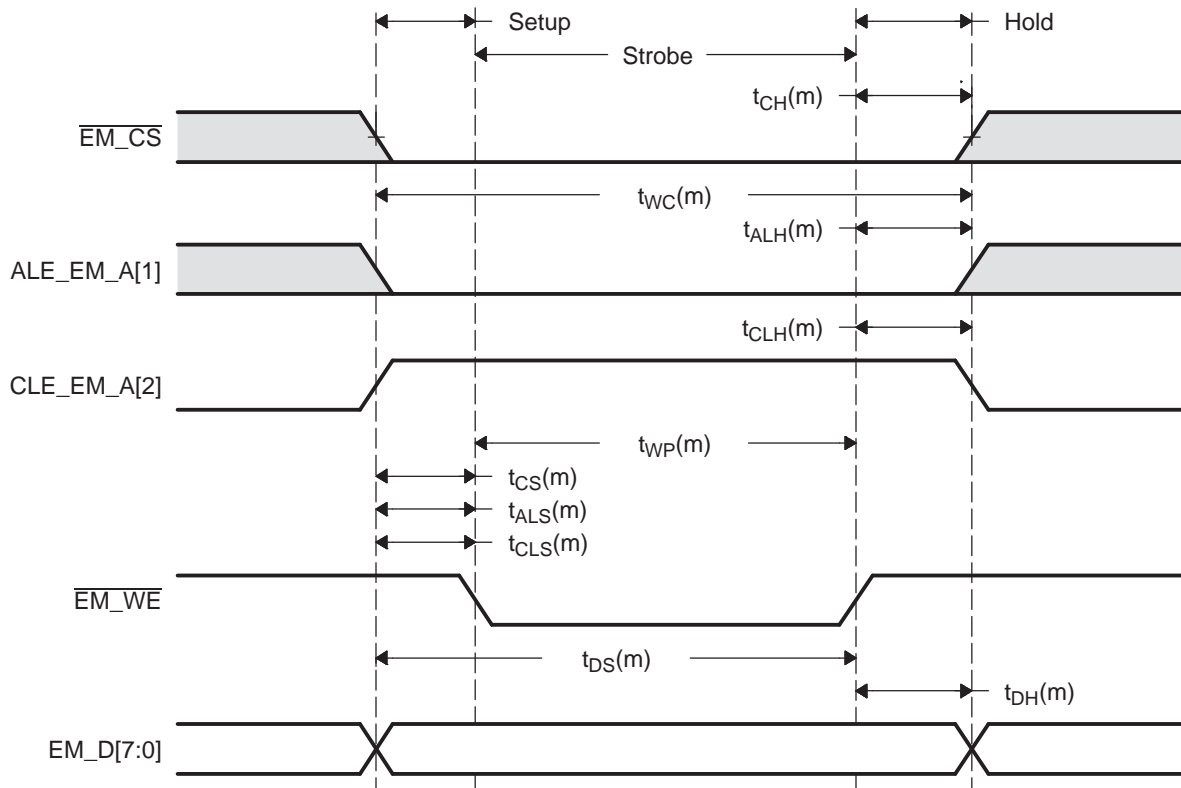 Setup
Hold
Strobe
tCH(m)
EM_CS
tWC(m)
tALH(m)
ALE_EM_A[1]
tCLH(m)
CLE_EM_A[2]
tWP(m)
tCS(m)
tALS(m)
tCLS(m)
EM_WE
tDS(m)
tDH(m)
EM_D[7:0]